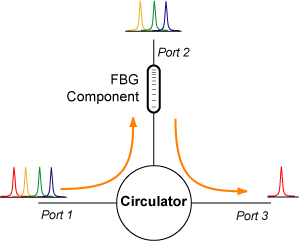 Port 2
FBG
Component
Circulator
Port 1
Port 3